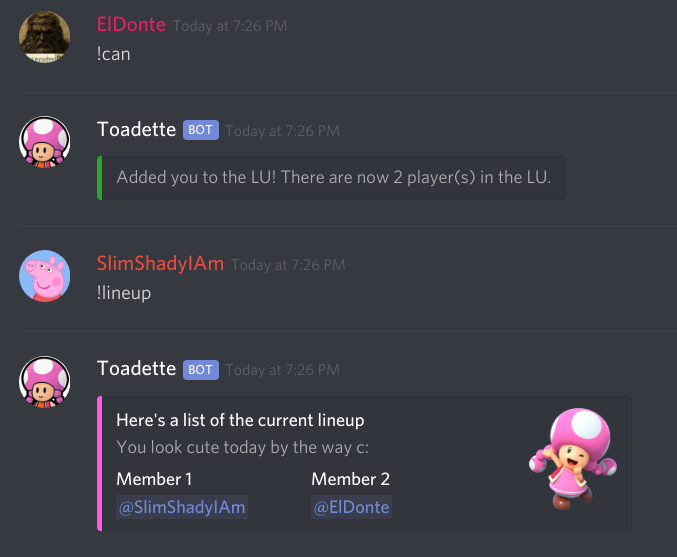 ElDonte Today at 7:26 PM
!can
Toadette BOT Today at 7:26 PM
Added you to the LU! There are now 2 player(s) in the LU.
SlimShadyIAm Today at 7:26 PM
!lineup
Toadette BOT Today at 7:26 PM
Here's a list of the current lineup
You look cute today by the way c:
Member 1 Member 2
@SlimShadyIAm @ElDonte